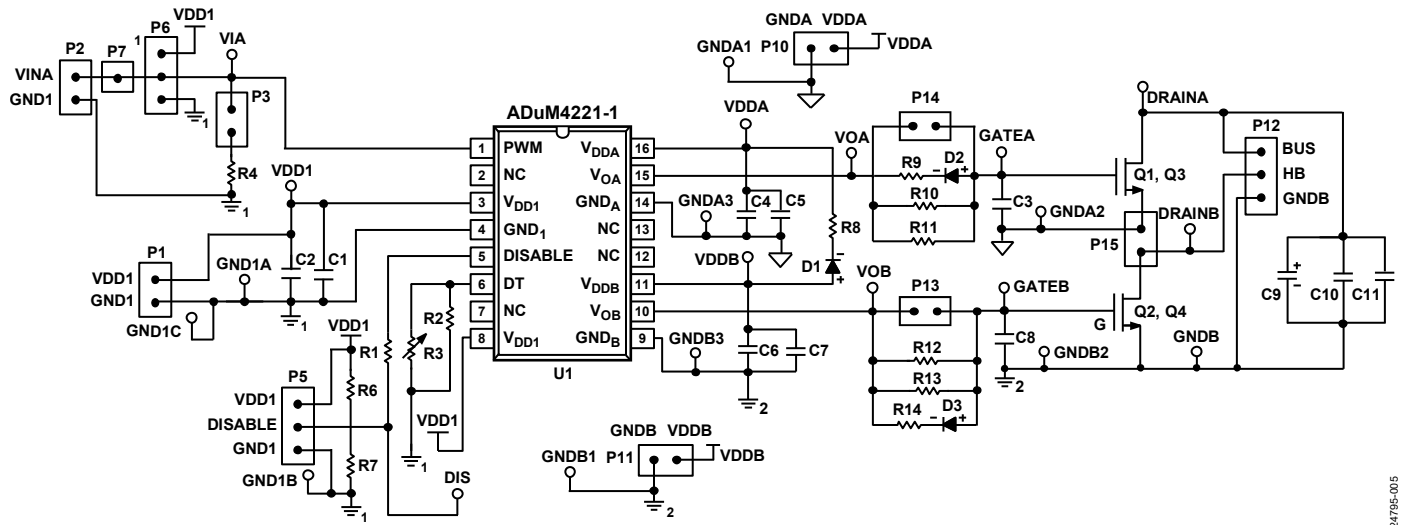 P2
P7
P6
VDD1
1
VIA
VINA
GND1
P3
R4
1
1
VDD1
P1
VDD1
GND1
GND1A
GND1C
C2
C1
1
ADuM4221-1
1 PWM
2 NC
3 VDD1
4 GND1
5 DISABLE
6 DT
7 NC
8 VDD1
VDDA 16
VOA 15
GNDA 14
NC 13
NC 12
VDDB 11
VOB 10
GNDB 9
U1
VDD1
R1
R2
R3
P5
R6
VDD1
DISABLE
GND1
VDD1
GND1B
R7
1
1
DIS
GNDA VDDA
GNDA1
P10
VDDA
VDDA
GNDA3
C4
C5
R8
VDDB
D1
– +
GNDB3
C6
C7
2
GNDB VDDB
GNDB1
P11
VDDB
2
VOA
P14
R9
– D2 +
R10
R11
GATEA
C3
GNDA2
VOB
P13
R12
R13
R14
– D3 +
GATEB
C8
2
GNDB2
DRAINA
Q1, Q3
P15
DRAINB
G
Q2, Q4
GNDB
P12
BUS
HB
GNDB
C9
+ –
C10
C11
24795-005